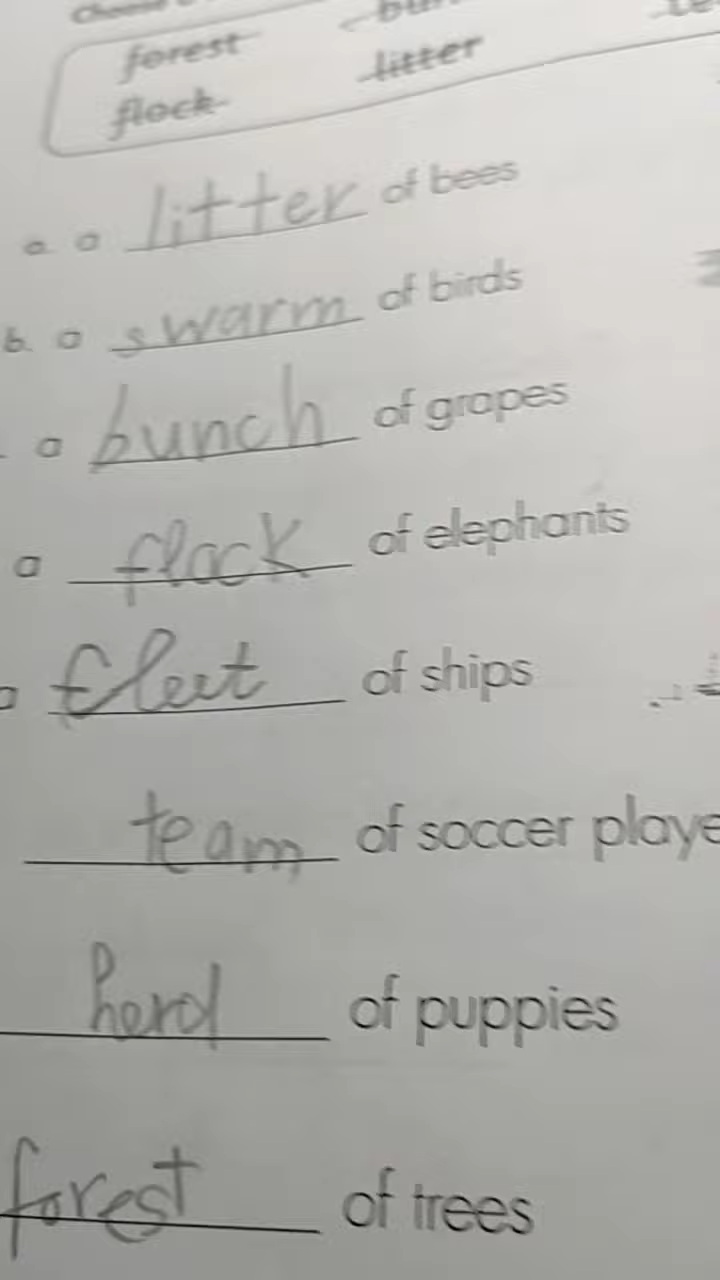 forest
flock litter
a. a litter of bees
b. a swarm of birds
a bunch of grapes
a flock of elephants
a fleet of ships
team of soccer playe
herd of puppies
forest of trees